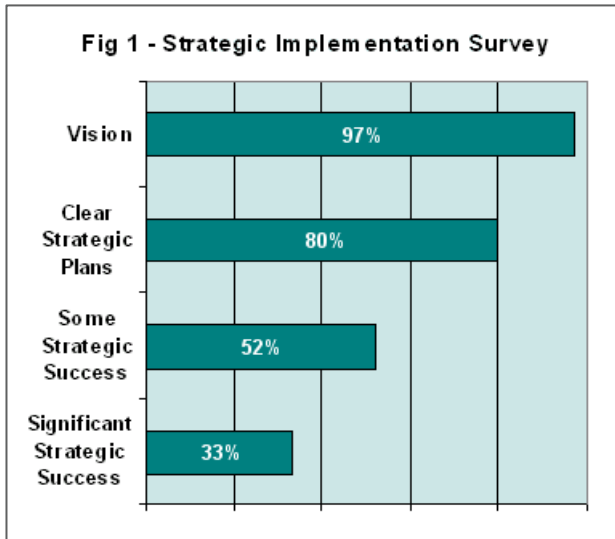 Fig 1 - Strategic Implementation Survey
Vision
97%
Clear
Strategic
Plans
80%
Some
Strategic
Success
52%
Significant
Strategic
Success
33%